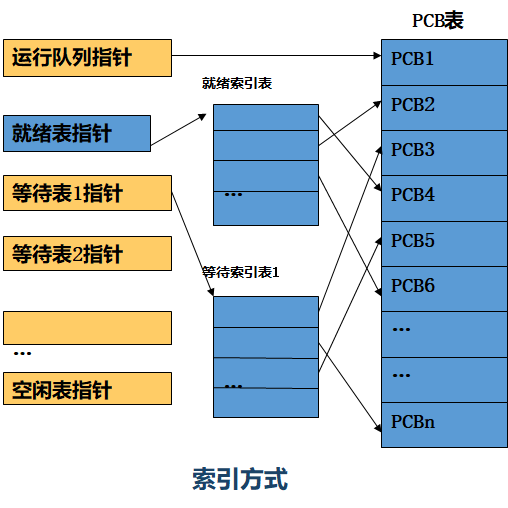 PCB表
运行队列指针
PCB1
就绪索引表
PCB2
就绪表指针
PCB3
等待表1指针
…
PCB4
等待表2指针
PCB5
等待索引表1
PCB6
…
…
…
空闲表指针
…
PCBn
索引方式